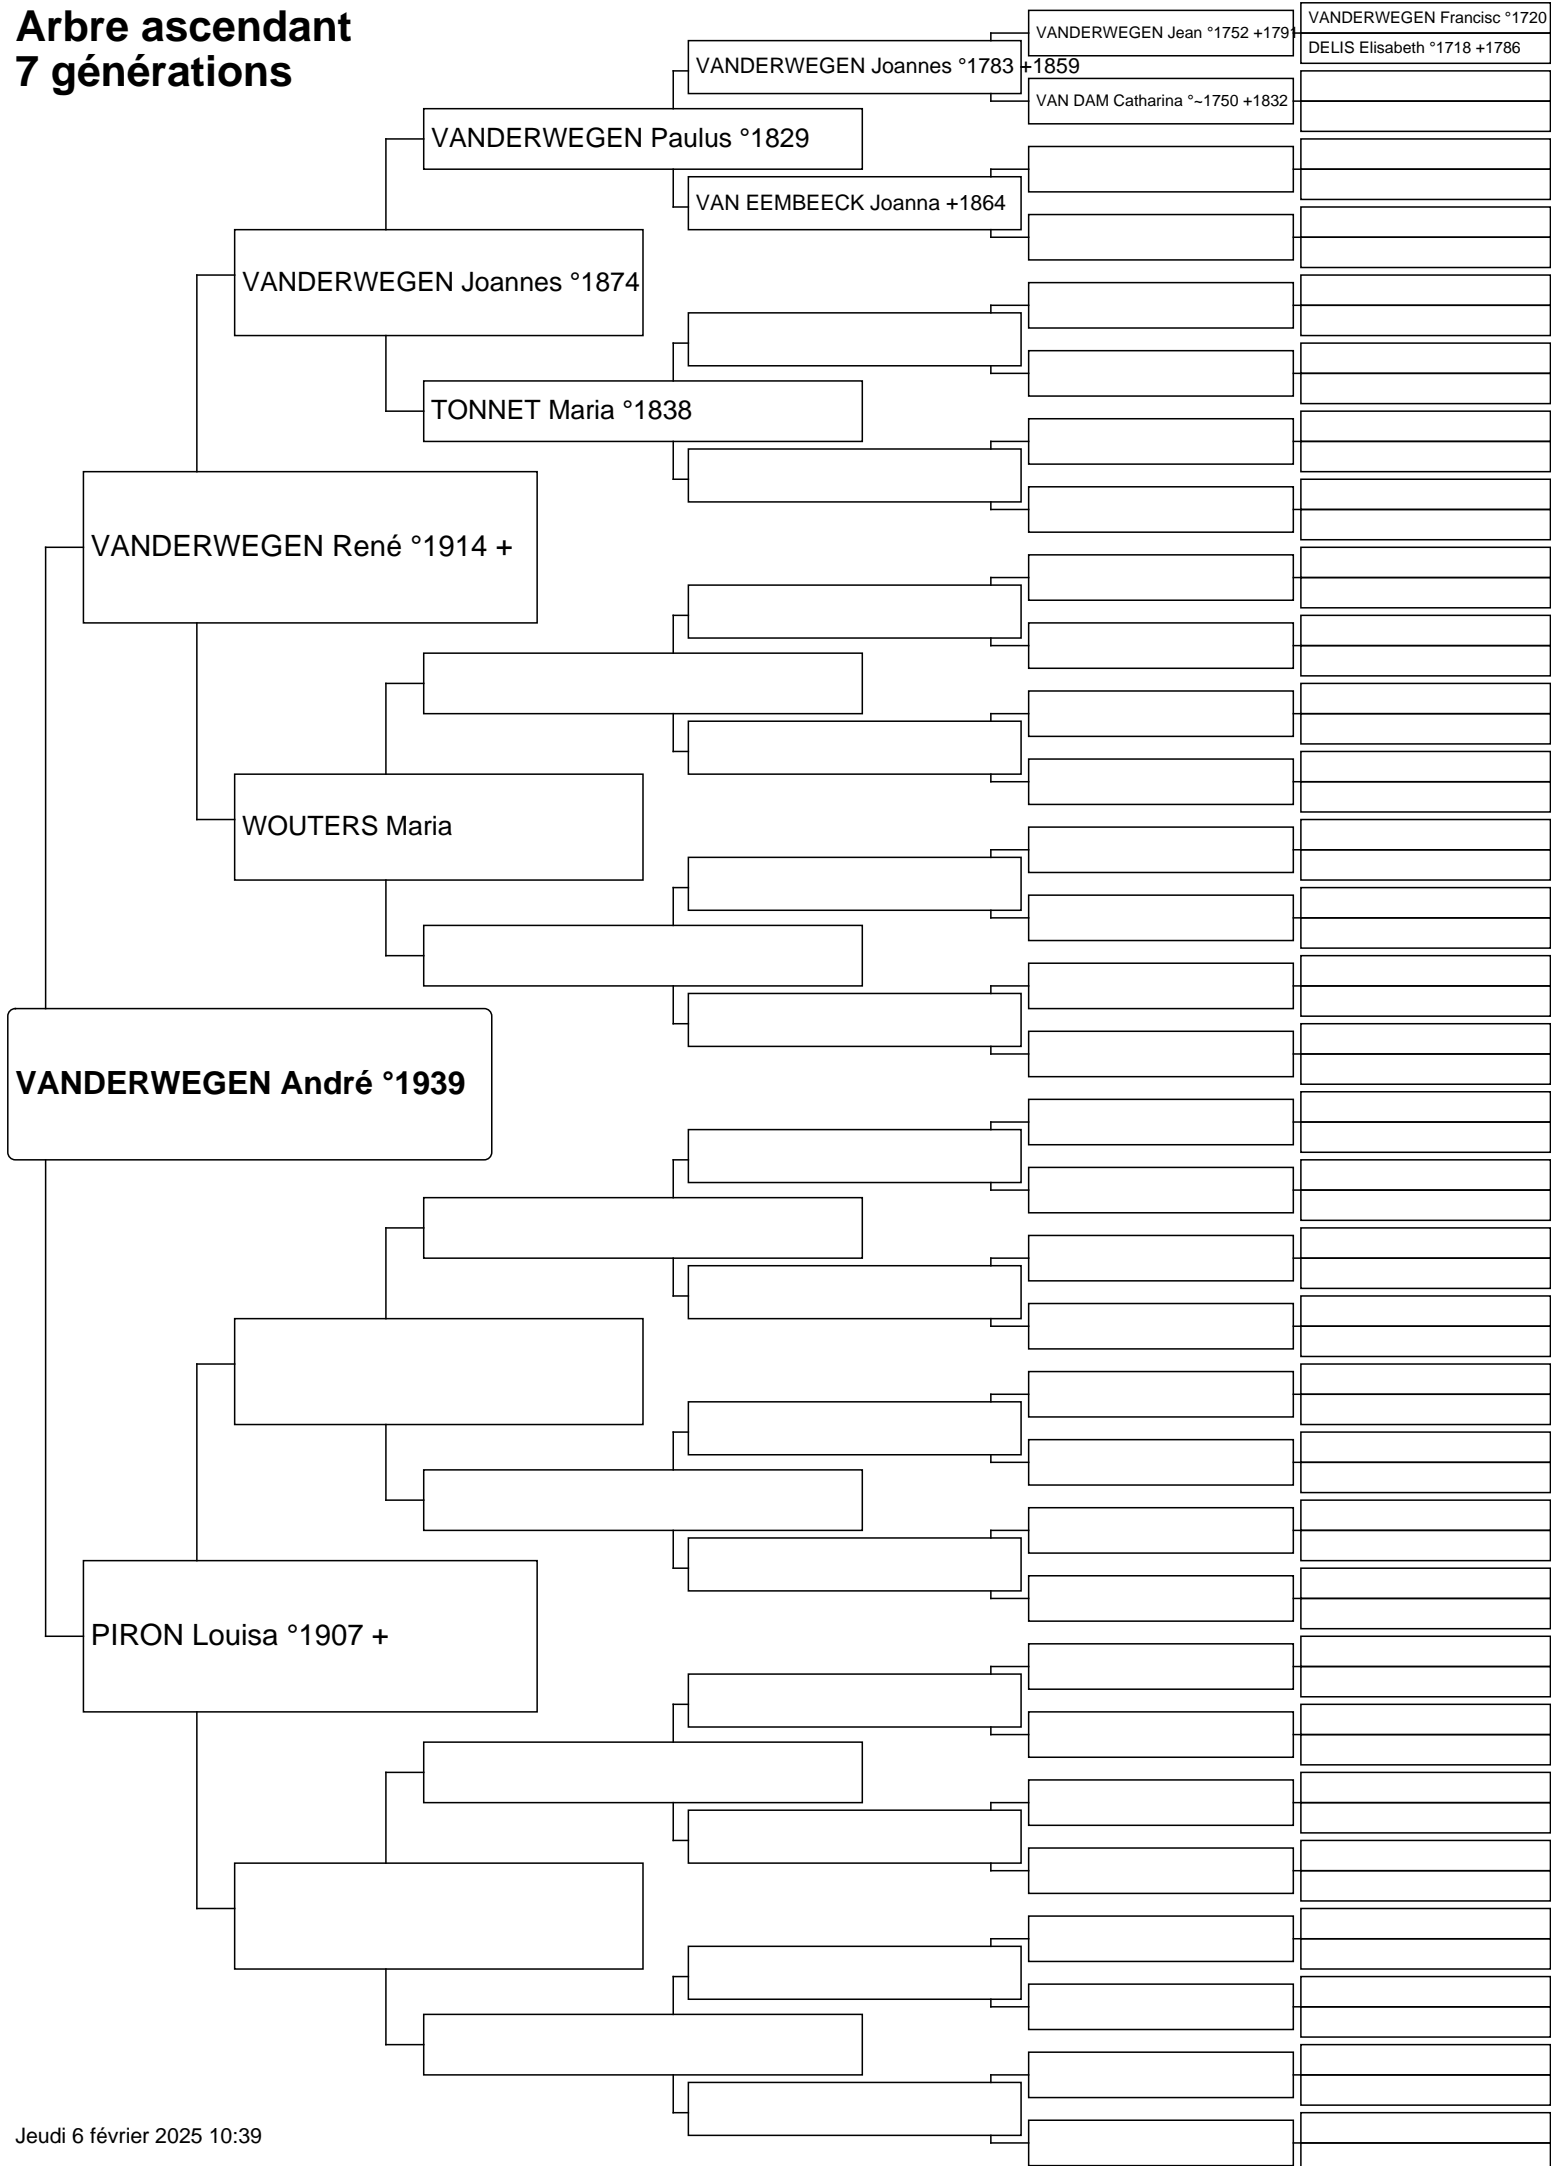 Arbre ascendant
7 générations
VANDERWEGEN Francisc °1720
VANDERWEGEN Jean °1752 +1791
DELIS Elisabeth °1718 +1786
VANDERWEGEN Joannes °1783 +1859
VAN DAM Catharina °~1750 +1832
VANDERWEGEN Paulus °1829
VAN EEMBEECK Joanna +1864
VANDERWEGEN Joannes °1874
TONNET Maria °1838
VANDERWEGEN René °1914 +
WOUTERS Maria
VANDERWEGEN André °1939
PIRON Louisa °1907 +
Jeudi 6 février 2025 10:39